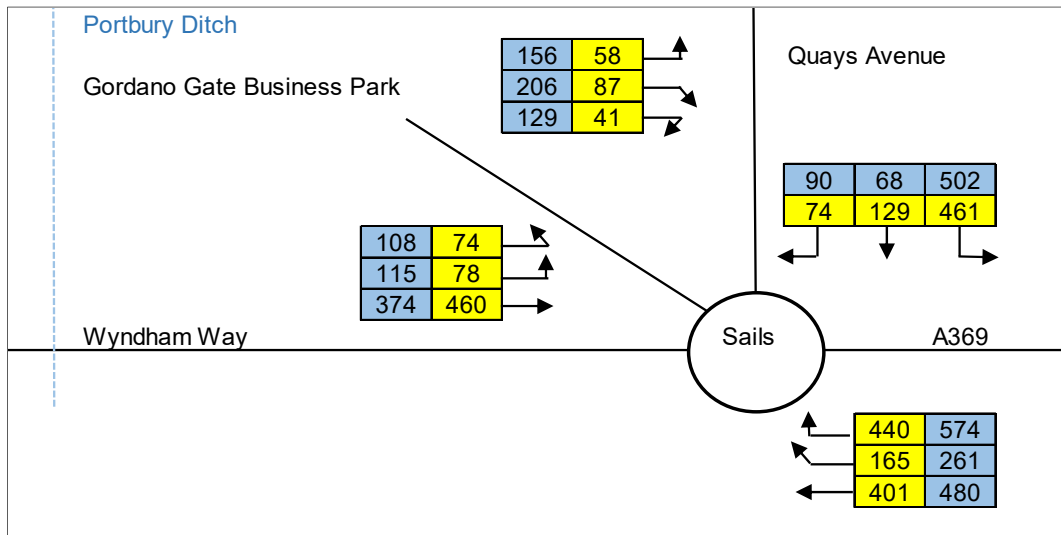 Portbury Ditch
Gordano Gate Business Park
156 58
206 87
129 41
Quays Avenue
90 68 502
74 129 461
108 74
115 78
374 460
Wyndham Way
Sails
A369
440 574
165 261
401 480